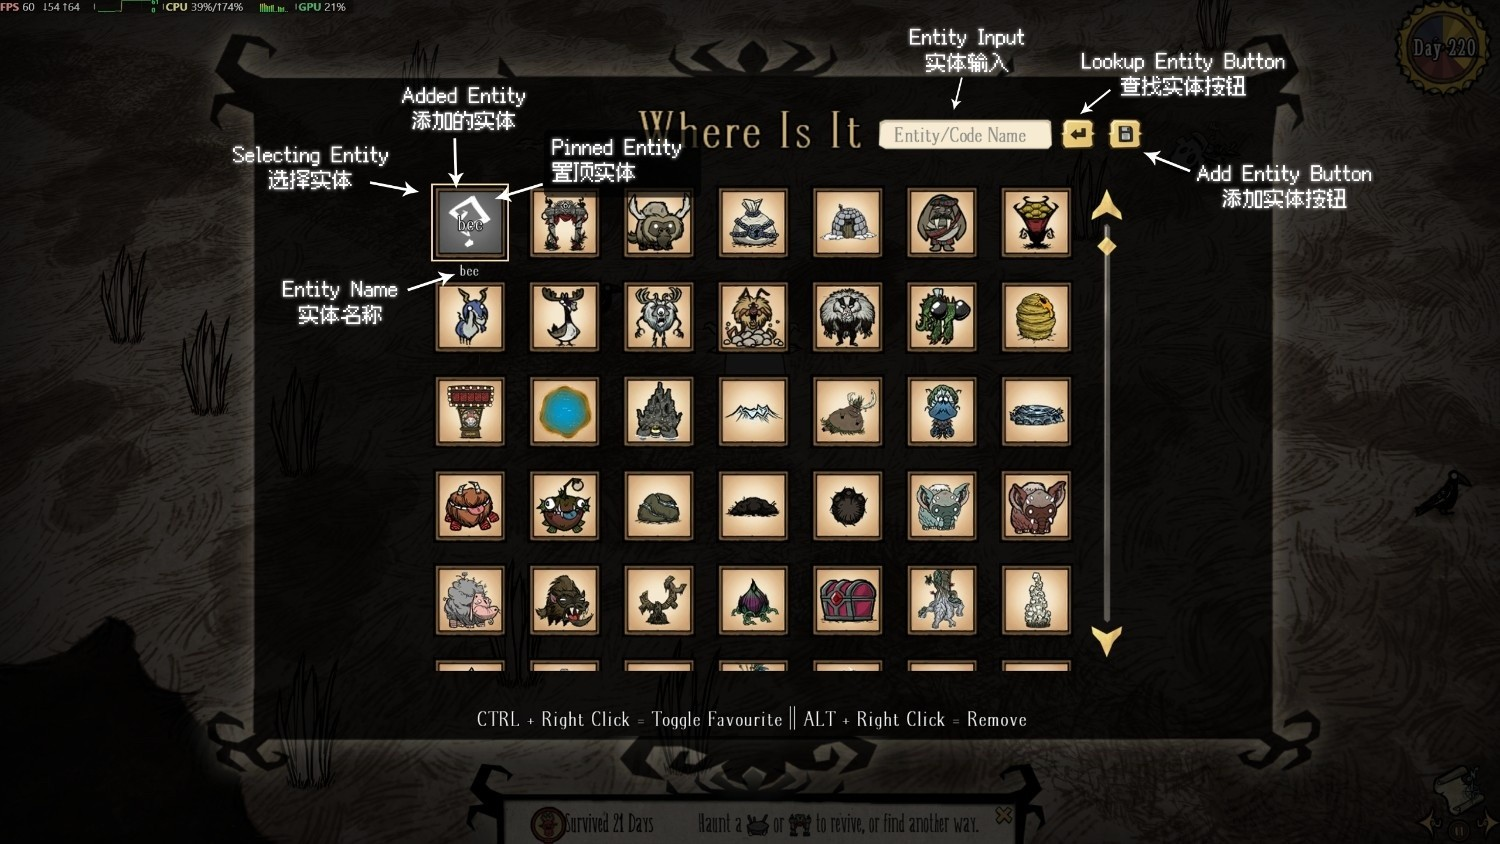 FPS 60 ↓54↑64 CPU 39%/↑74% GPU 21%
Day 220
Entity Input
实体输入
Lookup Entity Button
查找实体按钮
Added Entity
添加的实体
Where Is It
Entity/Code Name
Pinned Entity
置顶实体
Selecting Entity
选择实体
Add Entity Button
添加实体按钮
bee
bee
Entity Name
实体名称
CTRL + Right Click = Toggle Favourite || ALT + Right Click = Remove
Survived 21 Days
Haunt a or to revive, or find another way.